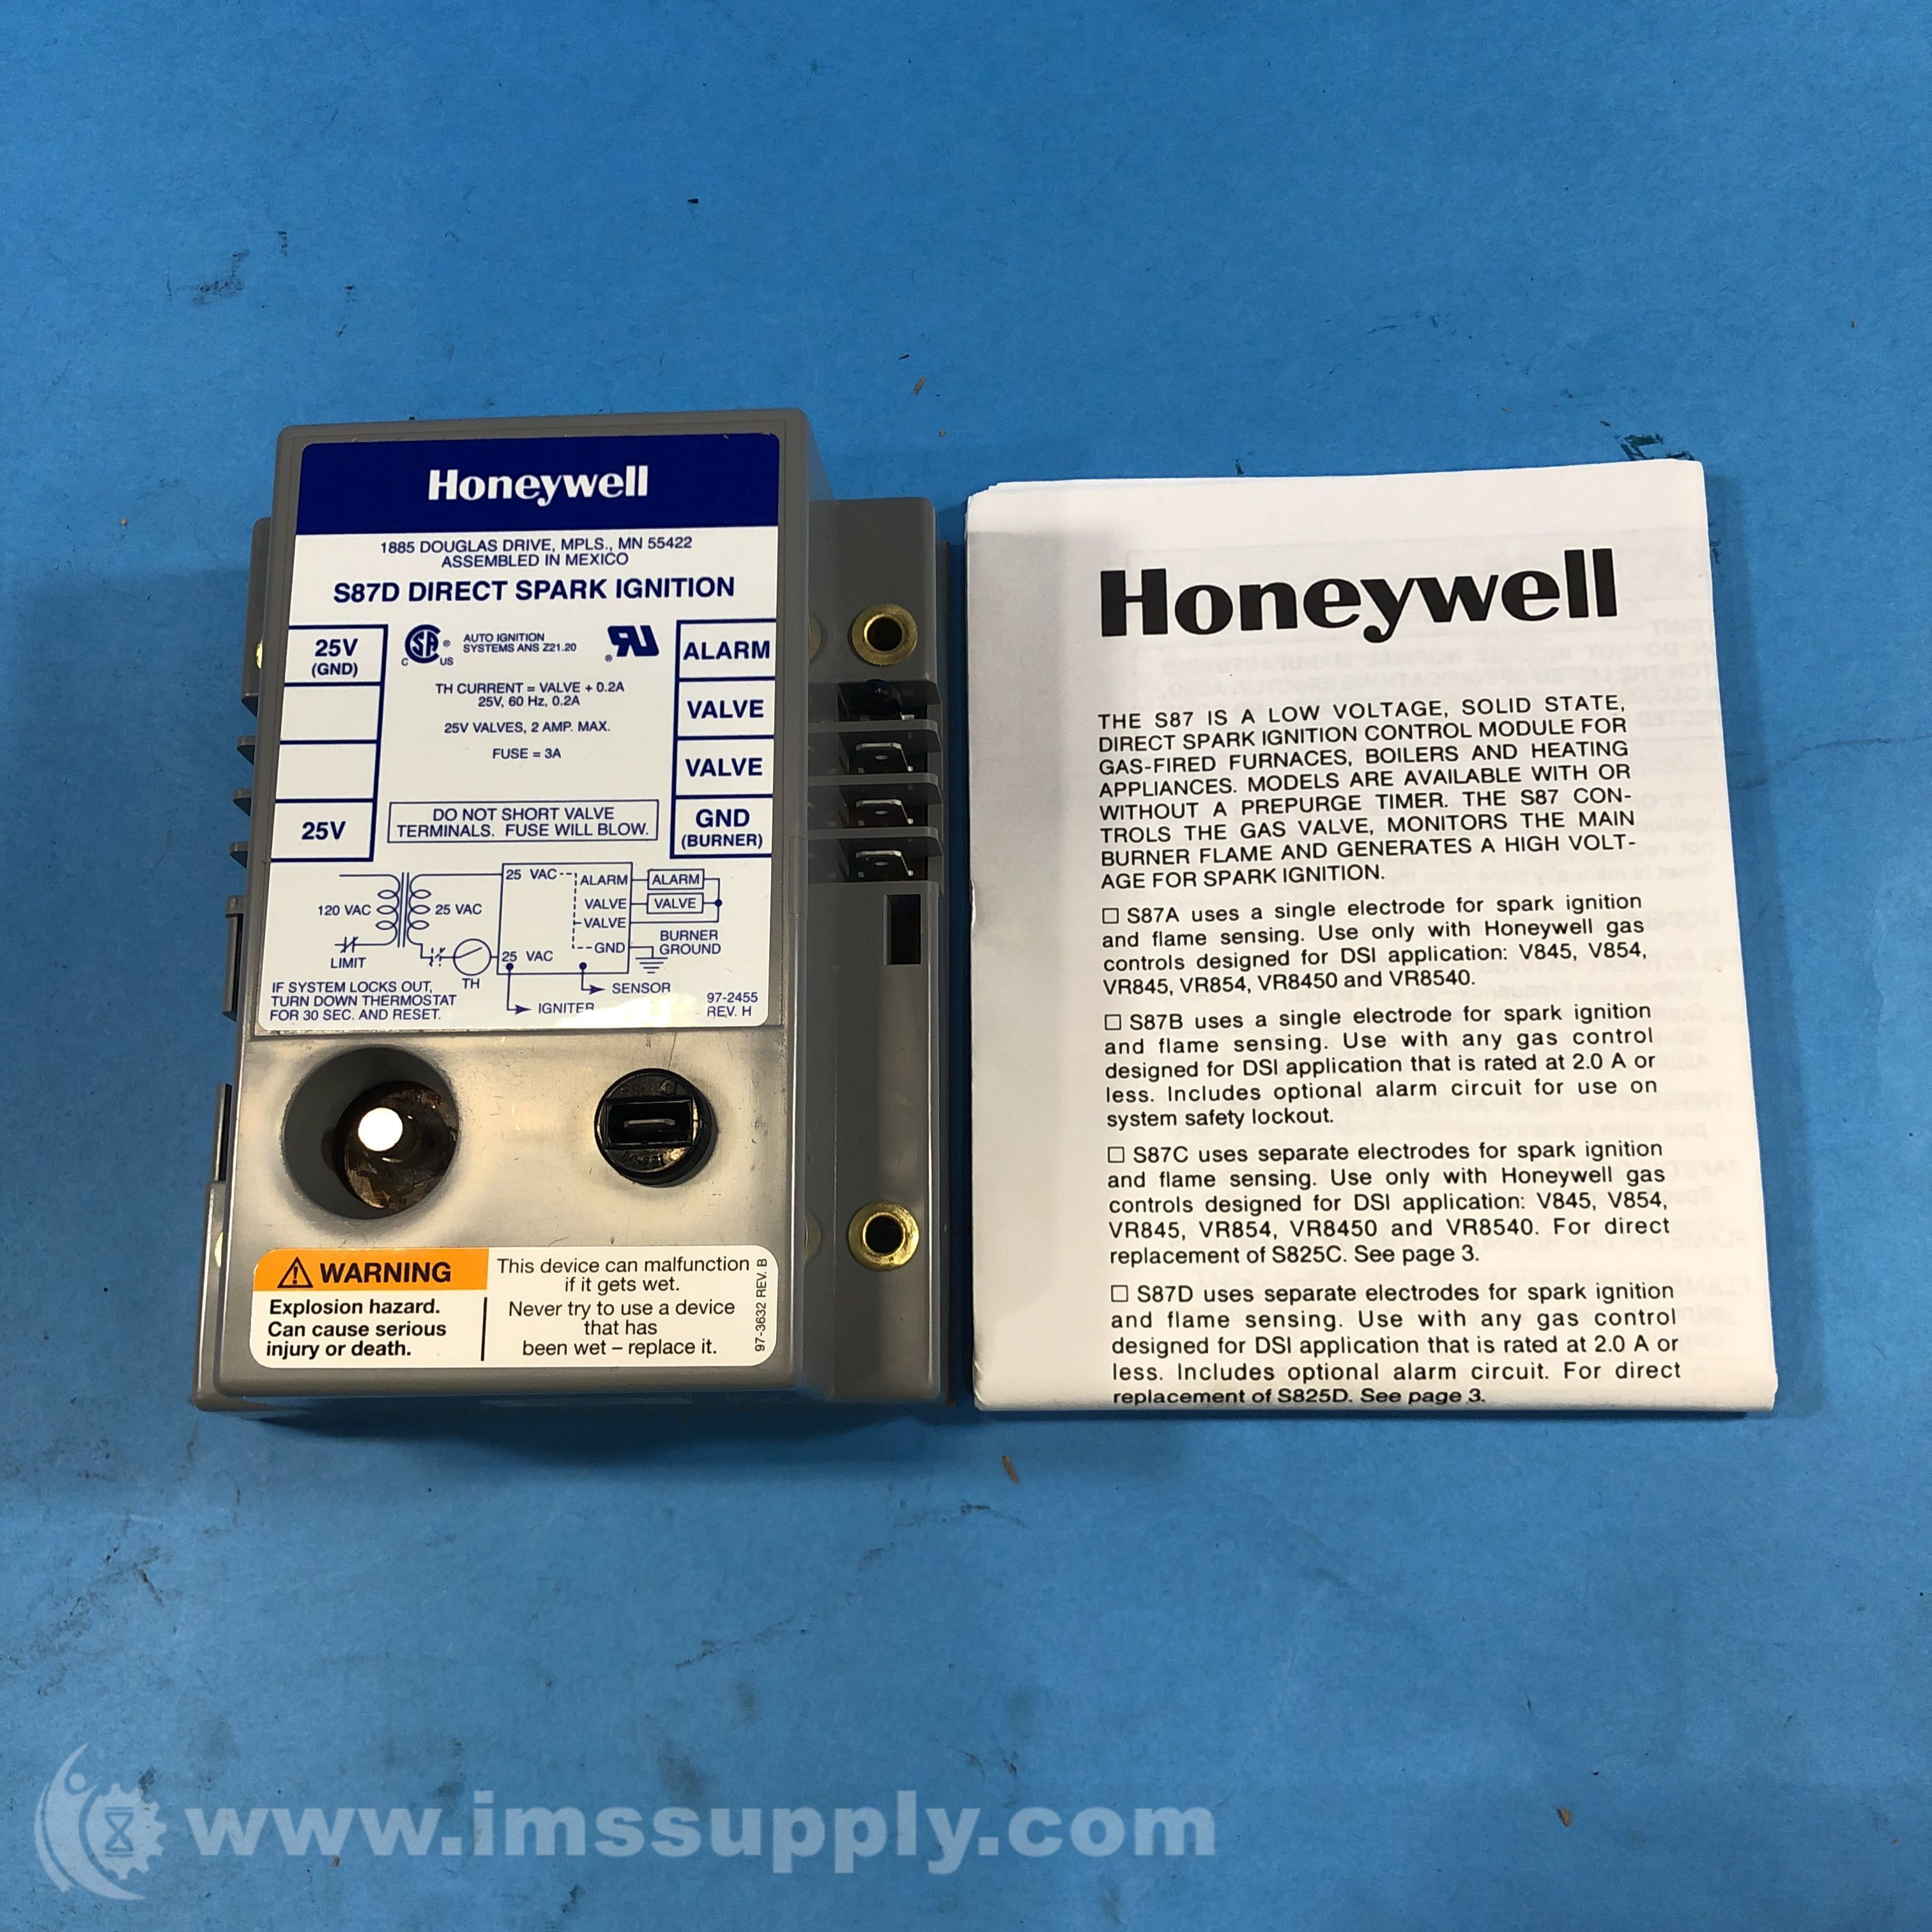 Honeywell
1885 DOUGLAS DRIVE, MPLS., MN 55422
ASSEMBLED IN MEXICO
S87D DIRECT SPARK IGNITION
25V
(GND)
25V
C
US
AUTO IGNITION
SYSTEMS ANS Z21.20
TH CURRENT = VALVE + 0.2A
25V, 60 Hz, 0.2A
25V VALVES, 2 AMP. MAX.
FUSE = 3A
DO NOT SHORT VALVE
TERMINALS. FUSE WILL BLOW.
ALARM
VALVE
VALVE
GND
(BURNER)
120 VAC
25 VAC
LIMIT
TH
25 VAC
25 VAC
ALARM
VALVE
VALVE
GND
ALARM
VALVE
BURNER
GROUND
SENSOR
IGNITER
IF SYSTEM LOCKS OUT,
TURN DOWN THERMOSTAT
FOR 30 SEC. AND RESET.
97-2455
REV. H
WARNING
Explosion hazard.
Can cause serious
injury or death.
This device can malfunction
if it gets wet.
Never try to use a device
that has
been wet – replace it.
97-3632 REV. B
Honeywell
THE S87 IS A LOW VOLTAGE, SOLID STATE,
DIRECT SPARK IGNITION CONTROL MODULE FOR
GAS-FIRED FURNACES, BOILERS AND HEATING
APPLIANCES. MODELS ARE AVAILABLE WITH OR
WITHOUT A PREPURGE TIMER. THE S87 CON-
TROLS THE GAS VALVE, MONITORS THE MAIN
BURNER FLAME AND GENERATES A HIGH VOLT-
AGE FOR SPARK IGNITION.
☐ S87A uses a single electrode for spark ignition
and flame sensing. Use only with Honeywell gas
controls designed for DSI application: V845, V854,
VR845, VR854, VR8450 and VR8540.
☐ S87B uses a single electrode for spark ignition
and flame sensing. Use with any gas control
designed for DSI application that is rated at 2.0 A or
less. Includes optional alarm circuit for use on
system safety lockout.
☐ S87C uses separate electrodes for spark ignition
and flame sensing. Use only with Honeywell gas
controls designed for DSI application: V845, V854,
VR845, VR854, VR8450 and VR8540. For direct
replacement of S825C. See page 3.
☐ S87D uses separate electrodes for spark ignition
and flame sensing. Use with any gas control
designed for DSI application that is rated at 2.0 A or
less. Includes optional alarm circuit. For direct
replacement of S825D. See page 3.
www.imssupply.com